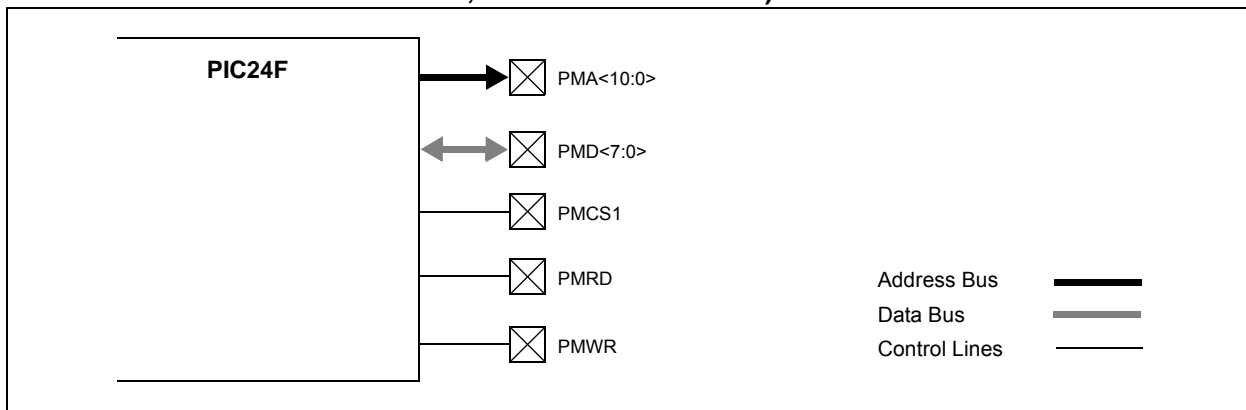 PIC24F
PMA<10:0>
PMD<7:0>
PMCS1
PMRD
PMWR
Address Bus
Data Bus
Control Lines